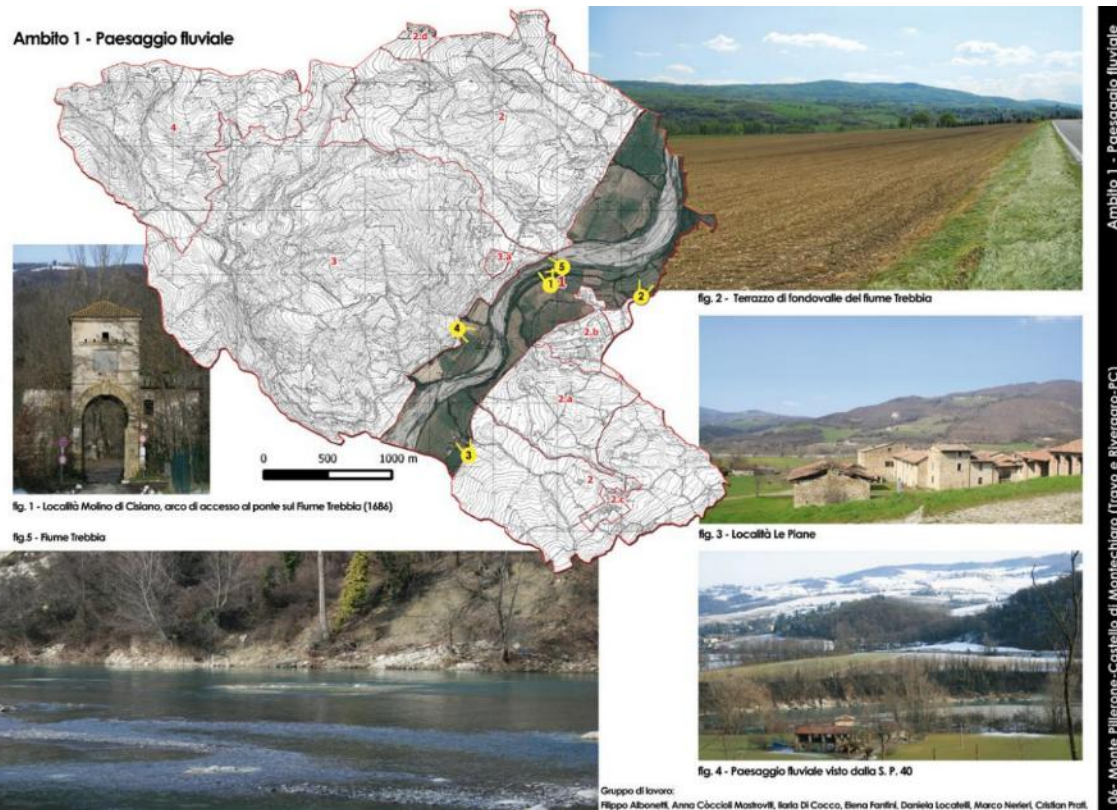 Ambito 1 - Paesaggio fluviale
2.d
4
2
3
3.a
5
1
1
2
4
2.b
2.a
3
2
2.c
0 500 1000 m
fig. 1 - Località Molino di Cisiano, arco di accesso al ponte sul Fiume Trebbia (1686)
fig. 2 - Terrazzo di fondovalle del fiume Trebbia
fig. 3 - Località Le Piane
fig.5 - Fiume Trebbia
fig. 4 - Paesaggio fluviale visto dalla S. P. 40
Gruppo di lavoro:
Filippo Albonetti, Anna Còccioli Mastroviti, Ilaria Di Cocco, Elena Fantini, Daniela Locatelli, Marco Nerieri, Cristian Prati.
Ambito 1 - Paesaggio fluviale
Monte Pillerone-Castello di Montechiaro (Travo e Rivergaro-PC)